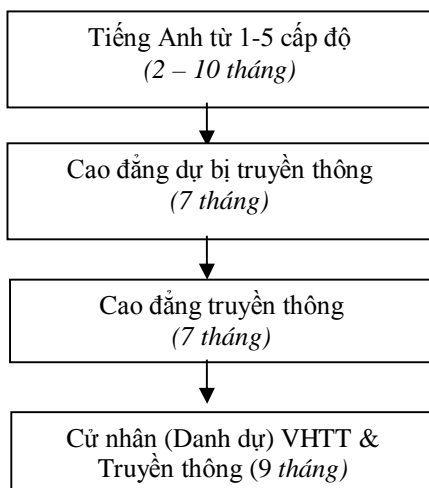 Tiếng Anh từ 1-5 cấp độ
(2 – 10 tháng)
Cao đẳng dự bị truyền thông
(7 tháng)
Cao đẳng truyền thông
(7 tháng)
Cử nhân (Danh dự) VHTT &
Truyền thông (9 tháng)